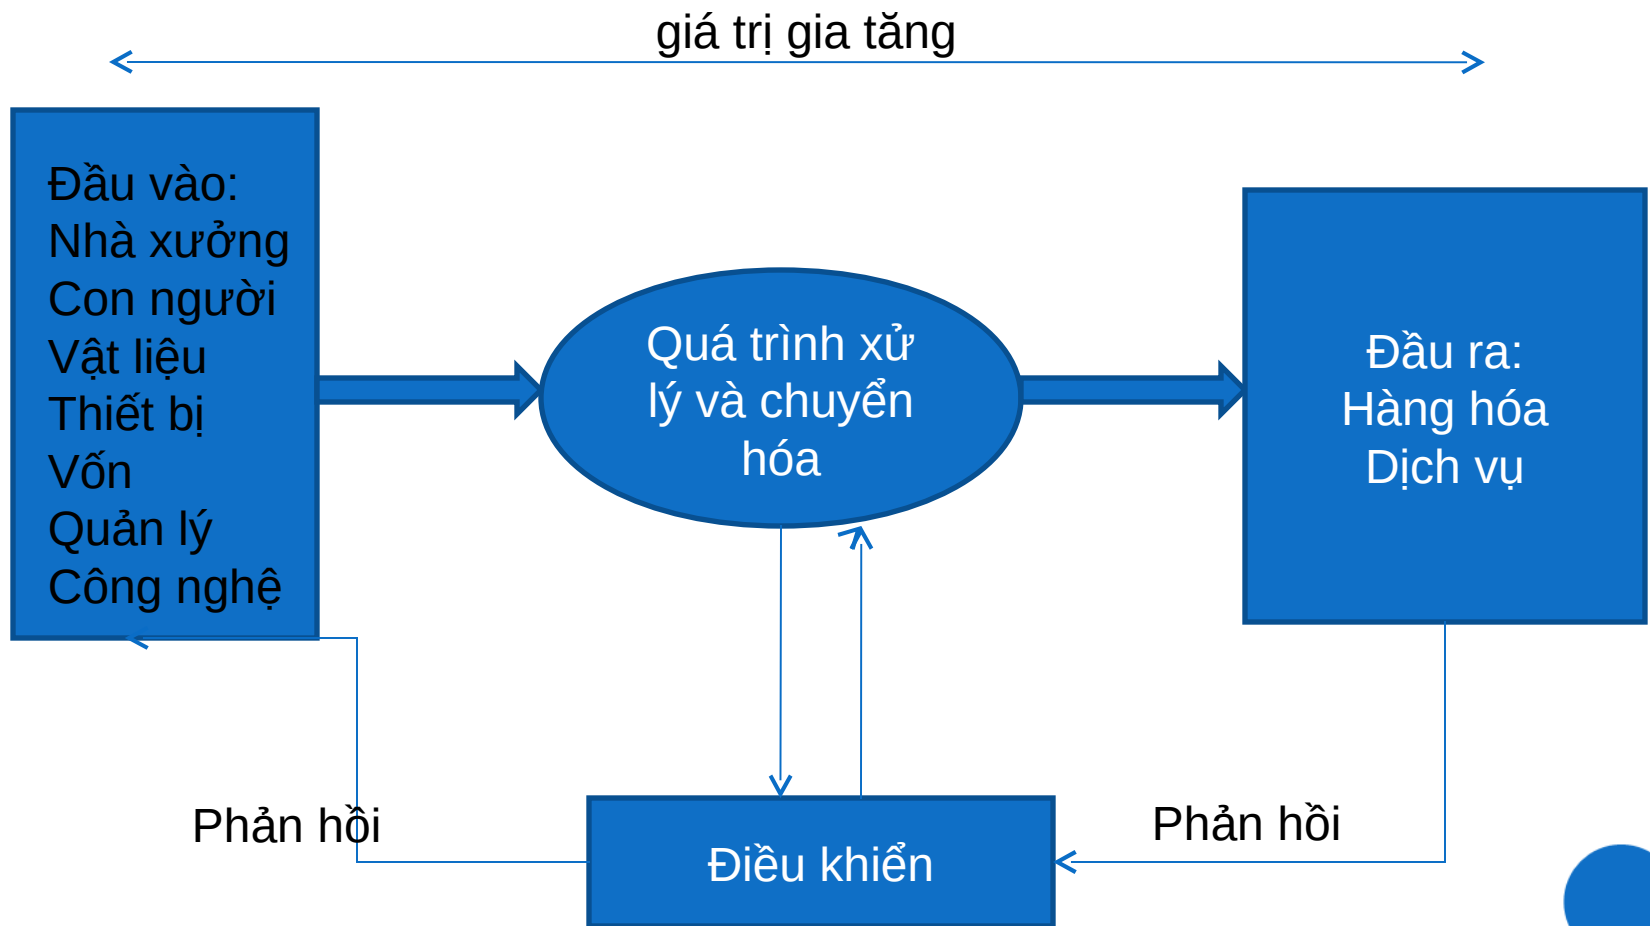 giá trị gia tăng
Đầu vào:
Nhà xưởng
Con người
Vật liệu
Thiết bị
Vốn
Quản lý
Công nghệ
Quá trình xử
lý và chuyển
hóa
Đầu ra:
Hàng hóa
Dịch vụ
Phản hồi
Điều khiển
Phản hồi